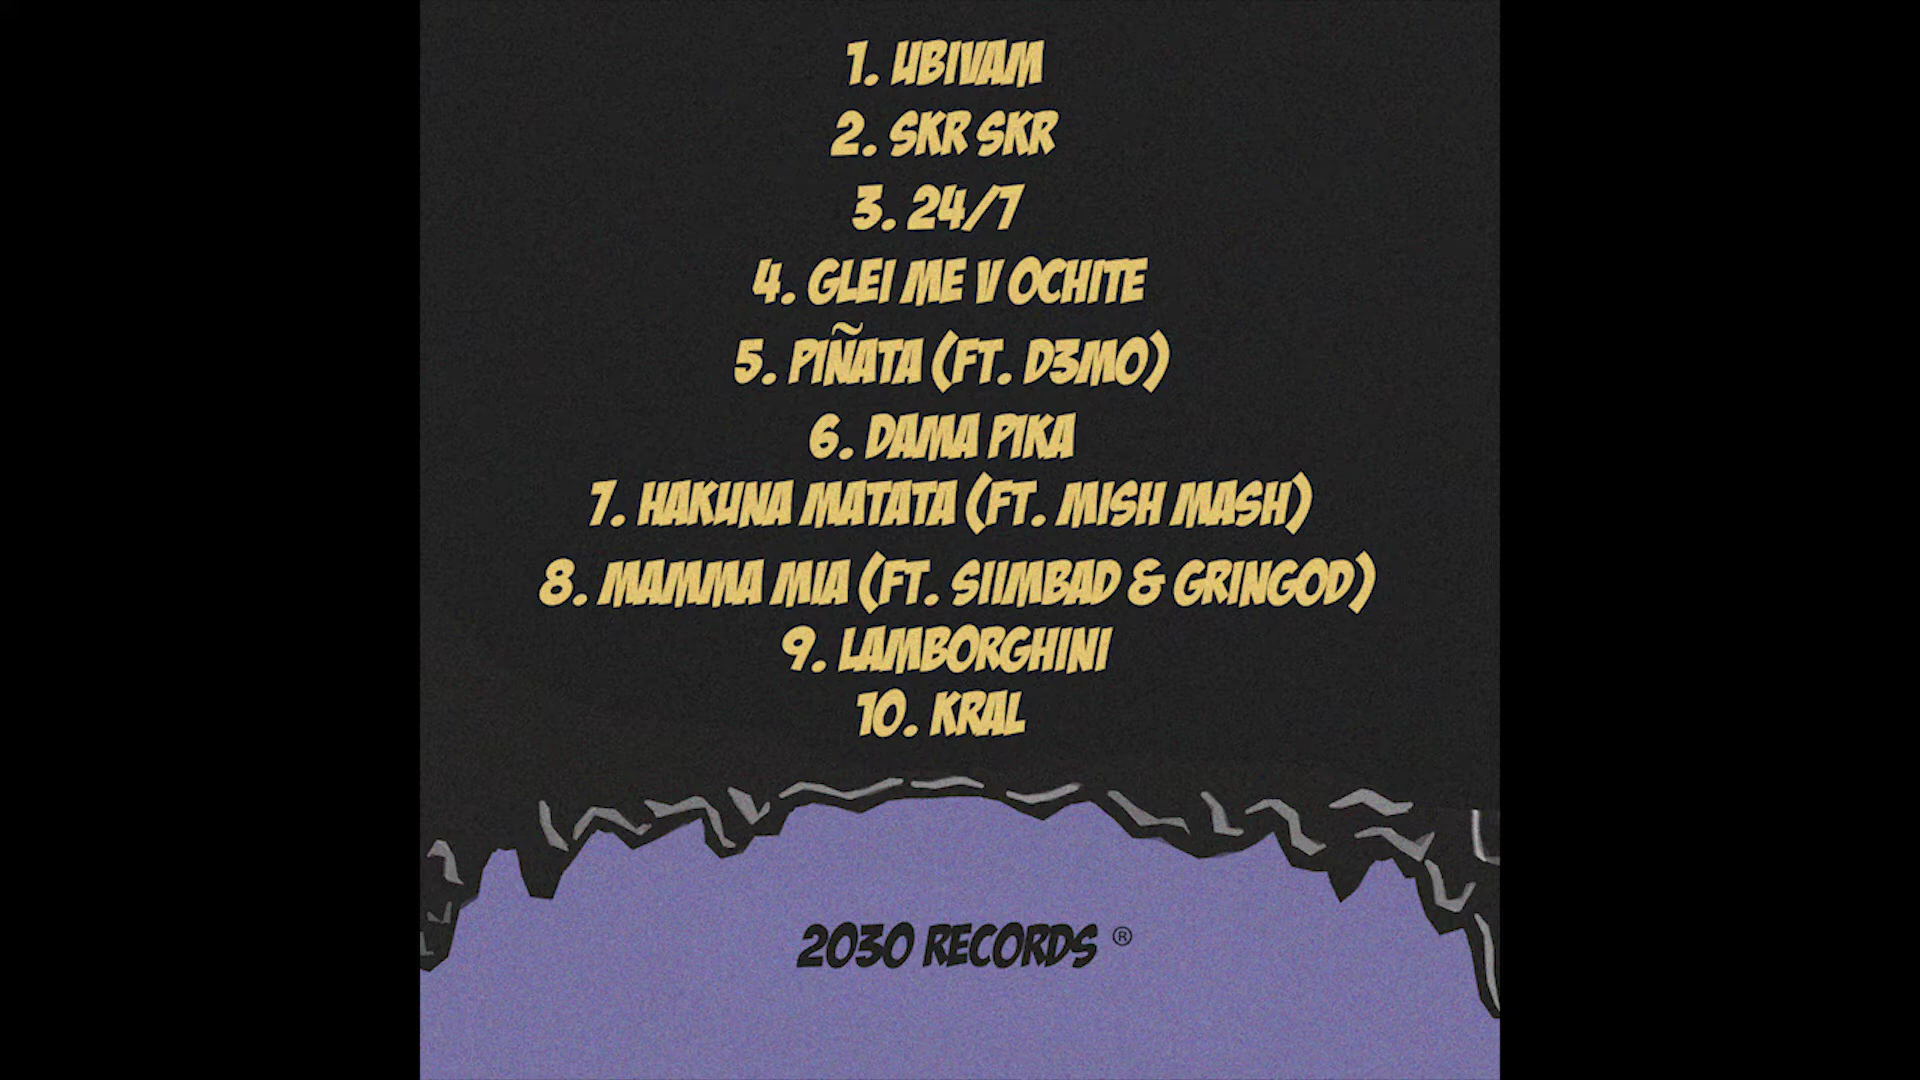 1. UBIVAM
2. SKR SKR
3. 24/7
4. GLEI ME V OCHITE
5. PIÑATA (FT. D3MO)
6. DAMA PIKA
7. HAKUNA MATATA (FT. MISH MASH)
8. MAMMA MIA (FT. SIIMBAD & GRINGOD)
9. LAMBORGHINI
10. KRAL
2030 RECORDS ®